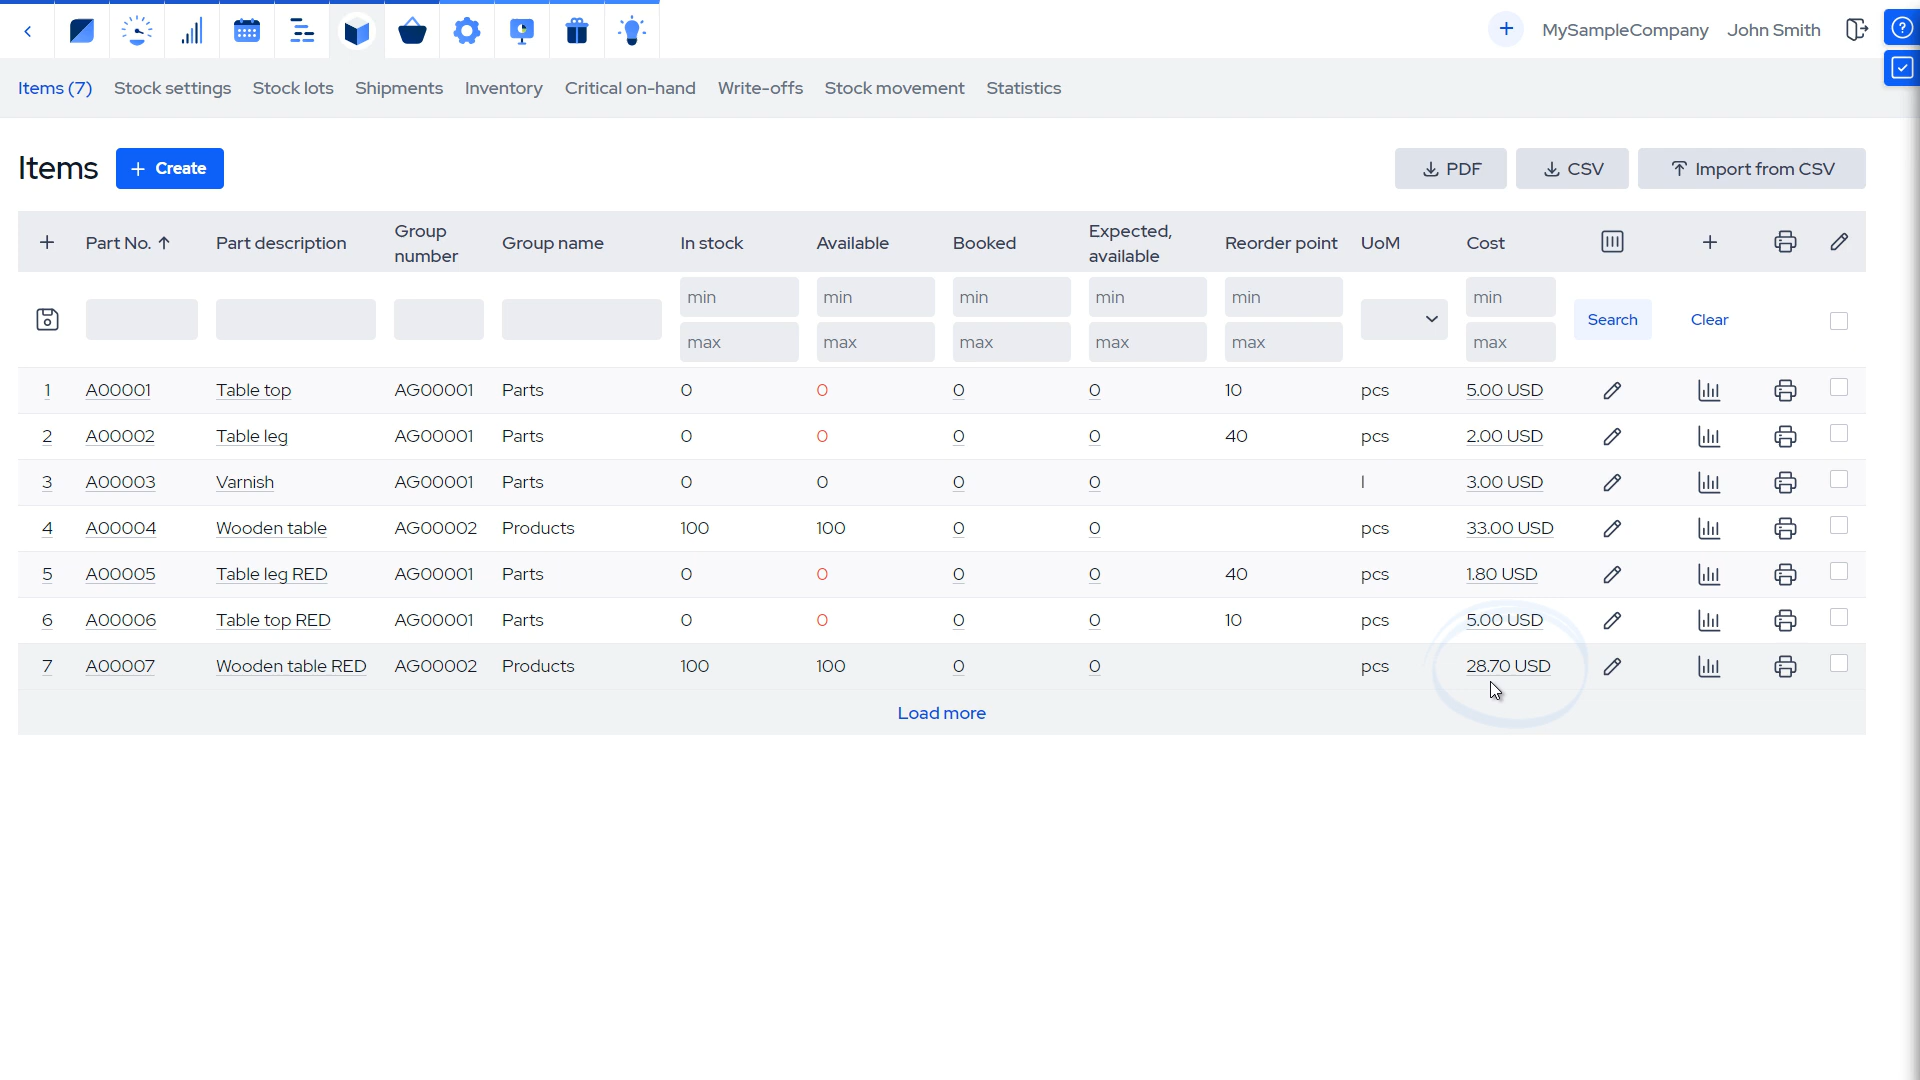 MySampleCompany John Smith
Items (7) Stock settings Stock lots Shipments Inventory Critical on-hand Write-offs Stock movement Statistics
Items + Create PDF CSV Import from CSV
Part No. ↑ Part description Group number Group name In stock Available Booked Expected, available Reorder point UoM Cost
min min min min min min
max max max max max max
Search Clear
1 A00001 Table top AG00001 Parts 0 0 0 0 10 pcs 5.00 USD
2 A00002 Table leg AG00001 Parts 0 0 0 0 40 pcs 2.00 USD
3 A00003 Varnish AG00001 Parts 0 0 0 0 l 3.00 USD
4 A00004 Wooden table AG00002 Products 100 100 0 0 pcs 33.00 USD
5 A00005 Table leg RED AG00001 Parts 0 0 0 0 40 pcs 1.80 USD
6 A00006 Table top RED AG00001 Parts 0 0 0 0 10 pcs 5.00 USD
7 A00007 Wooden table RED AG00002 Products 100 100 0 0 pcs 28.70 USD
Load more